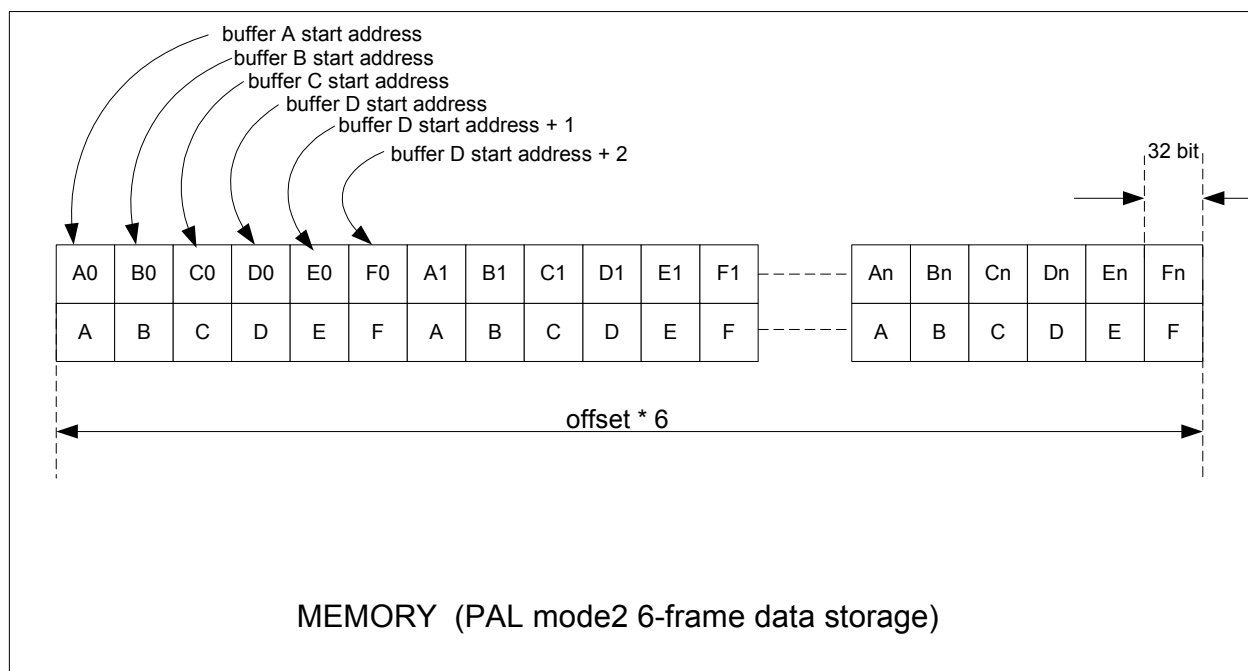 buffer A start address
buffer B start address
buffer C start address
buffer D start address
buffer D start address + 1
buffer D start address + 2
32 bit
A0 B0 C0 D0 E0 F0 A1 B1 C1 D1 E1 F1 An Bn Cn Dn En Fn
A B C D E F A B C D E F A B C D E F
offset * 6
MEMORY (PAL mode2 6-frame data storage)